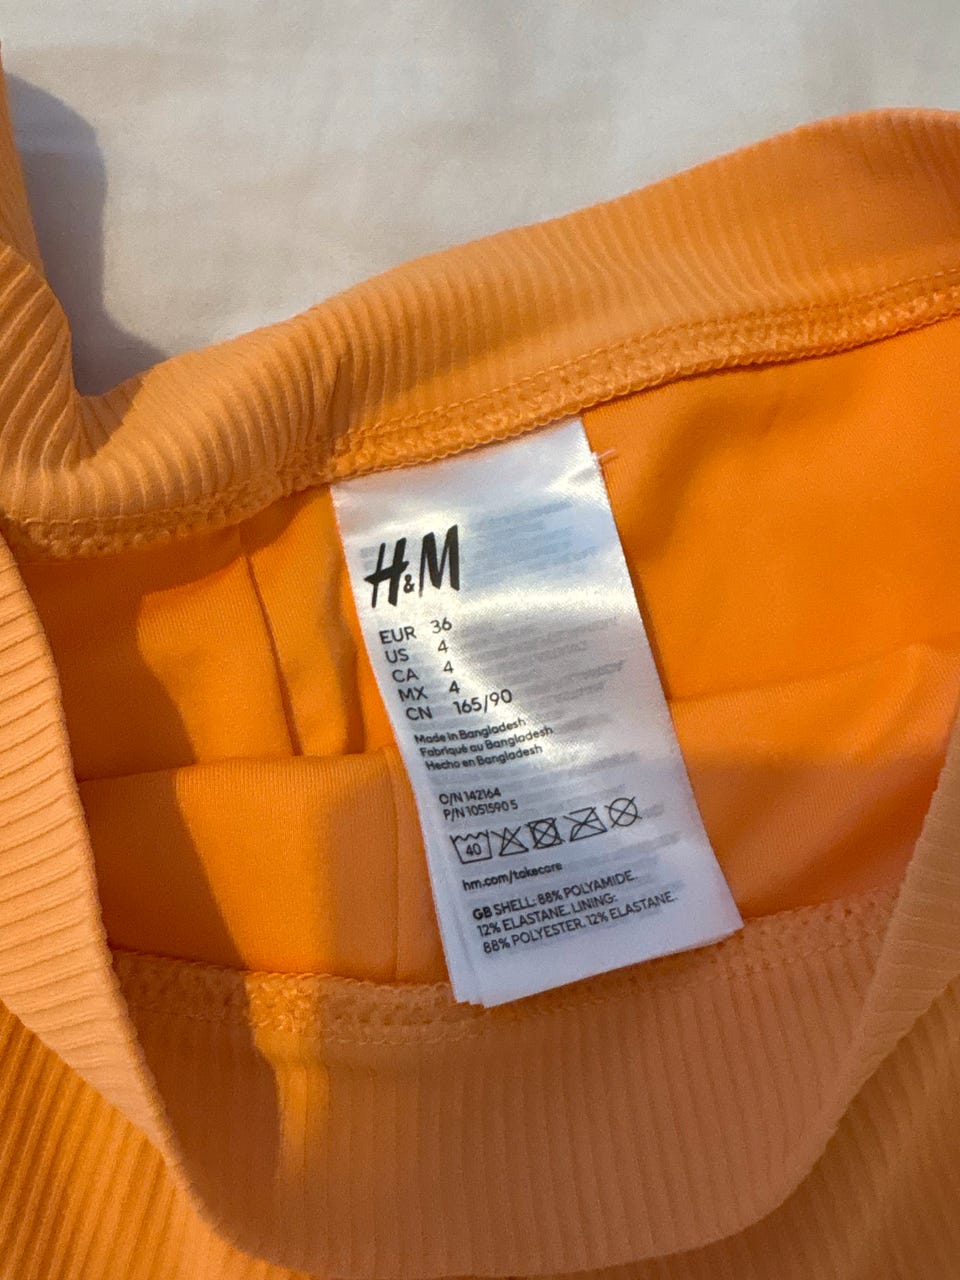 H&M
EUR 36
US 4
CA 4
MX 4
CN 165/90
Made in Bangladesh
Fabriqué au Bangladesh
Hecho en Bangladesh
O/N 142164
P/N 1051590 5
40
hm.com/takecare
GB SHELL: 88% POLYAMIDE.
12% ELASTANE. LINING:
88% POLYESTER. 12% ELASTANE.